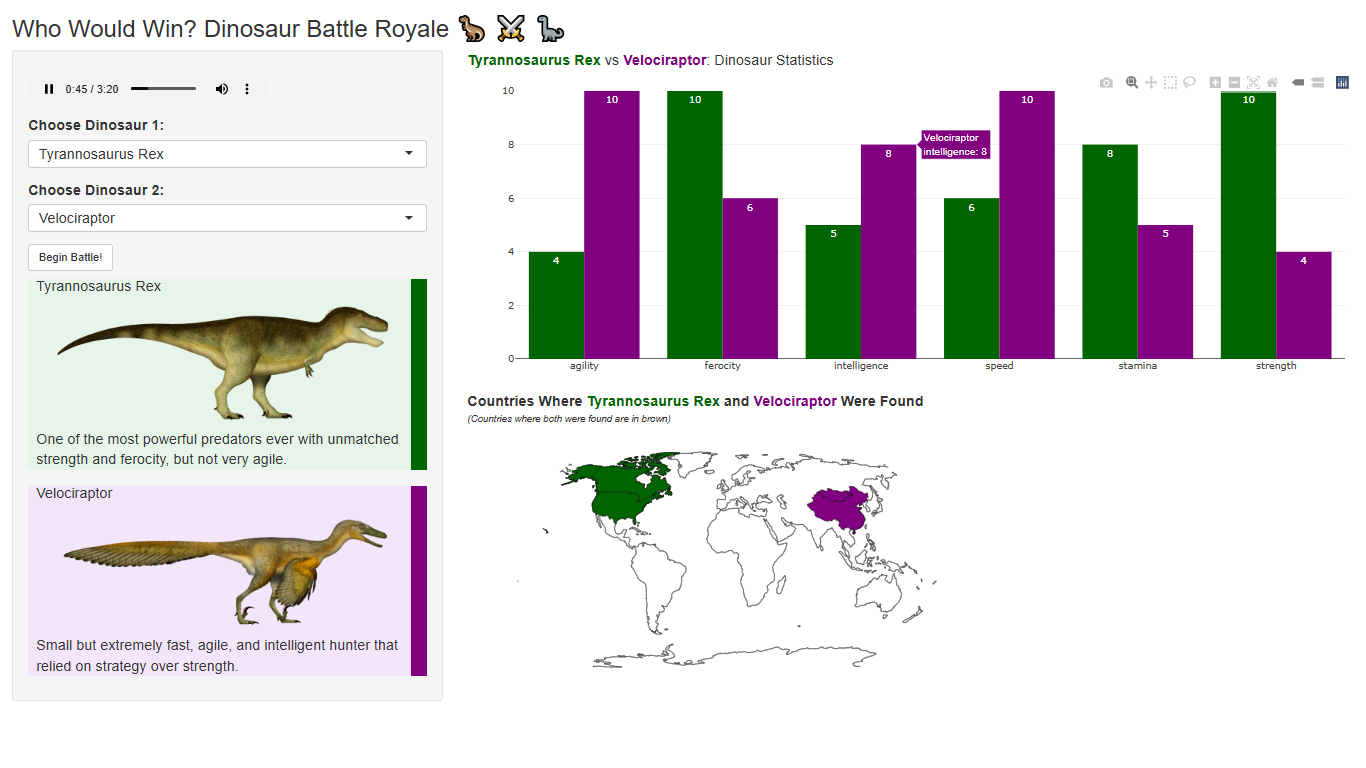 Who Would Win? Dinosaur Battle Royale
0:45 / 3:20
Choose Dinosaur 1:
Tyrannosaurus Rex
Choose Dinosaur 2:
Velociraptor
Begin Battle!
Tyrannosaurus Rex
One of the most powerful predators ever with unmatched
strength and ferocity, but not very agile.
Velociraptor
Small but extremely fast, agile, and intelligent hunter that
relied on strategy over strength.
Tyrannosaurus Rex vs Velociraptor: Dinosaur Statistics
10
8
6
4
2
0
4
10
10
6
5
8
6
10
8
5
10
4
Velociraptor
intelligence: 8
agility
ferocity
intelligence
speed
stamina
strength
Countries Where Tyrannosaurus Rex and Velociraptor Were Found
(Countries where both were found are in brown)